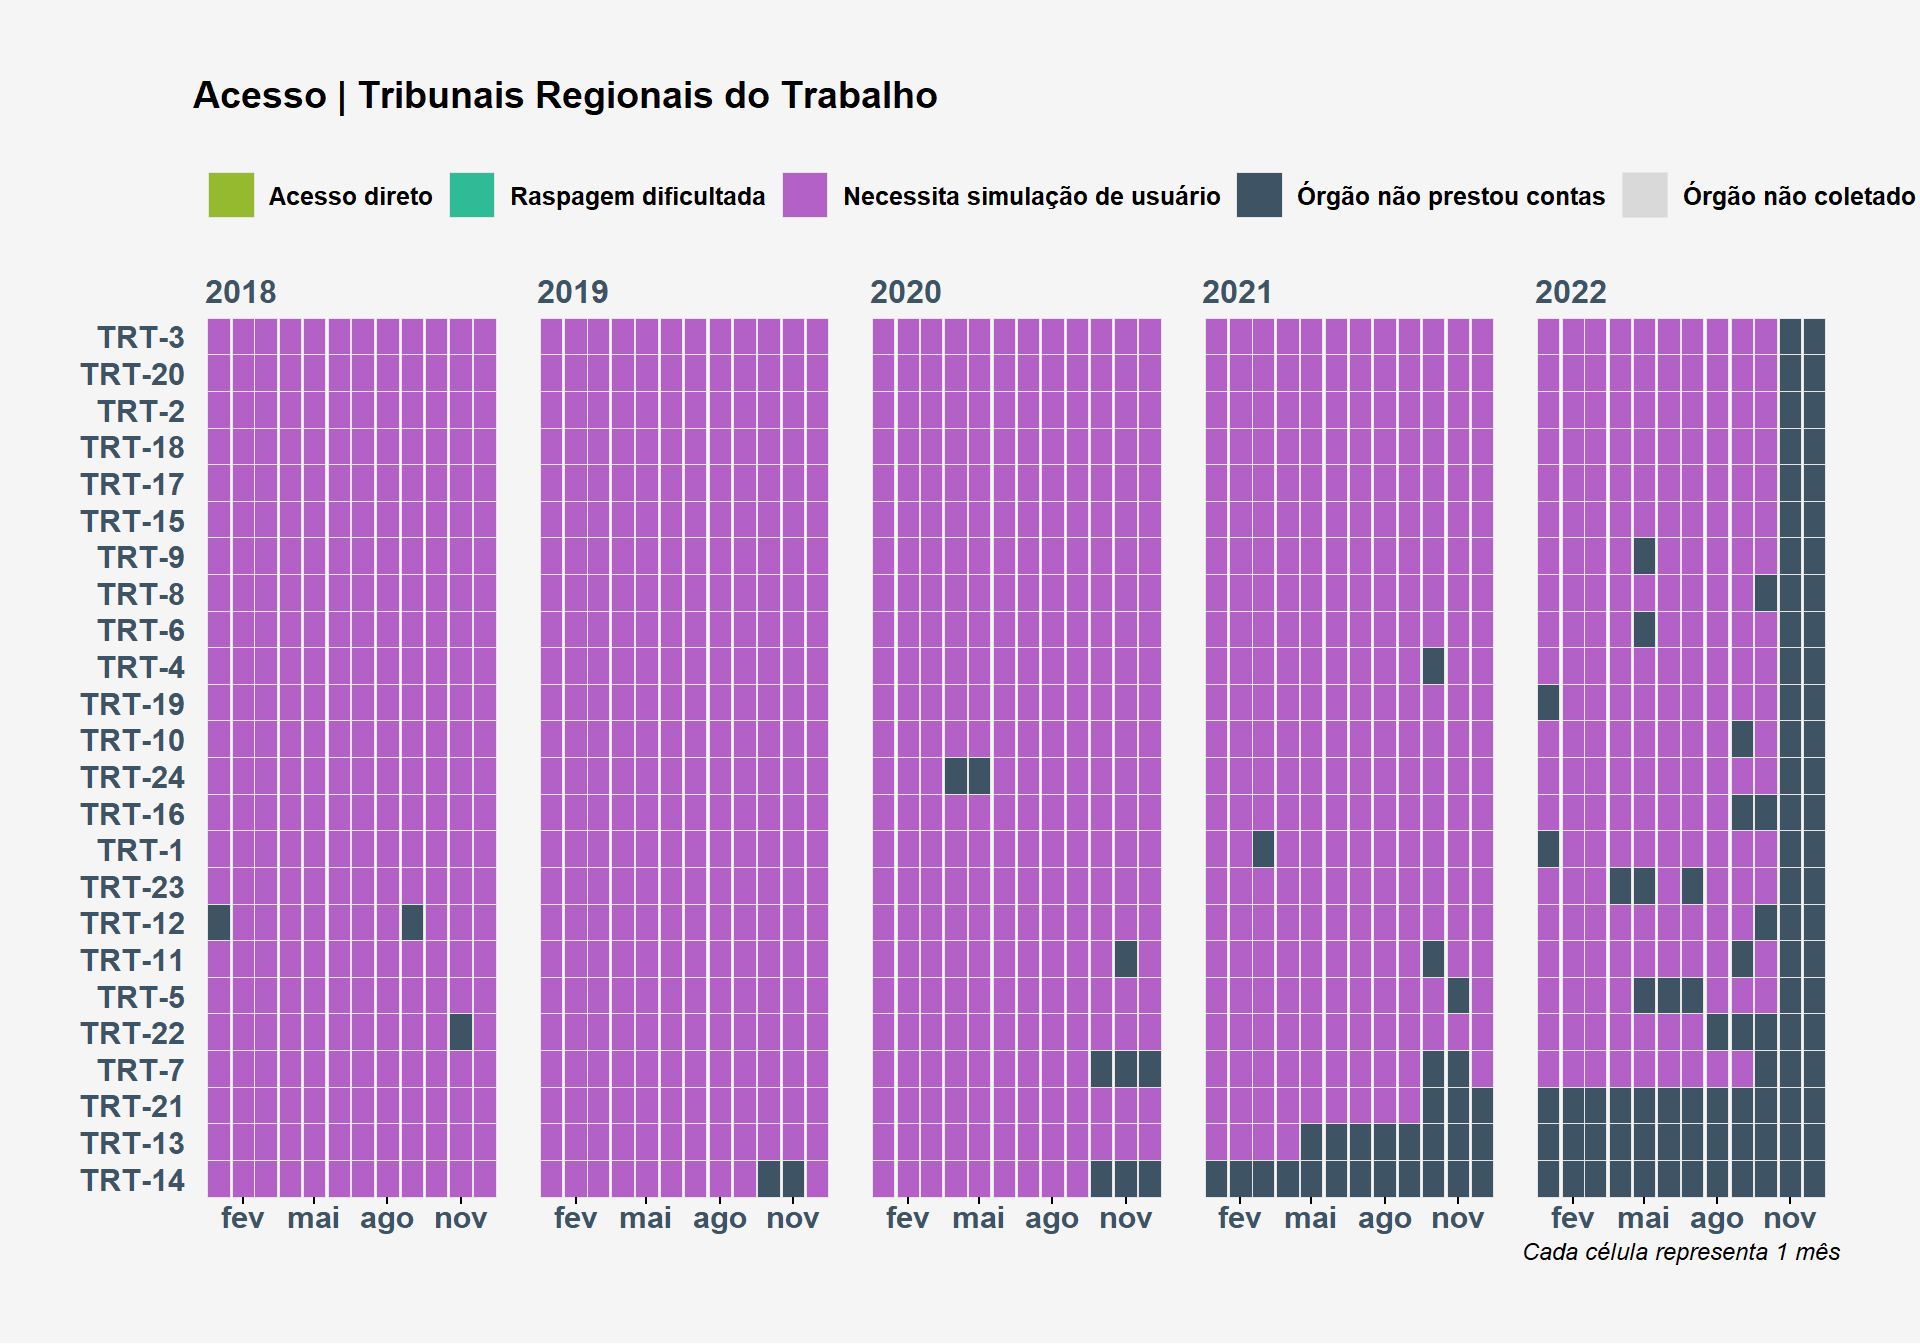 Acesso | Tribunais Regionais do Trabalho
Acesso direto
Raspagem dificultada
Necessita simulação de usuário
Órgão não prestou contas
Órgão não coletado
2018
2019
2020
2021
2022
TRT-3
TRT-20
TRT-2
TRT-18
TRT-17
TRT-15
TRT-9
TRT-8
TRT-6
TRT-4
TRT-19
TRT-10
TRT-24
TRT-16
TRT-1
TRT-23
TRT-12
TRT-11
TRT-5
TRT-22
TRT-7
TRT-21
TRT-13
TRT-14
fev mai ago nov
fev mai ago nov
fev mai ago nov
fev mai ago nov
fev mai ago nov
Cada célula representa 1 mês